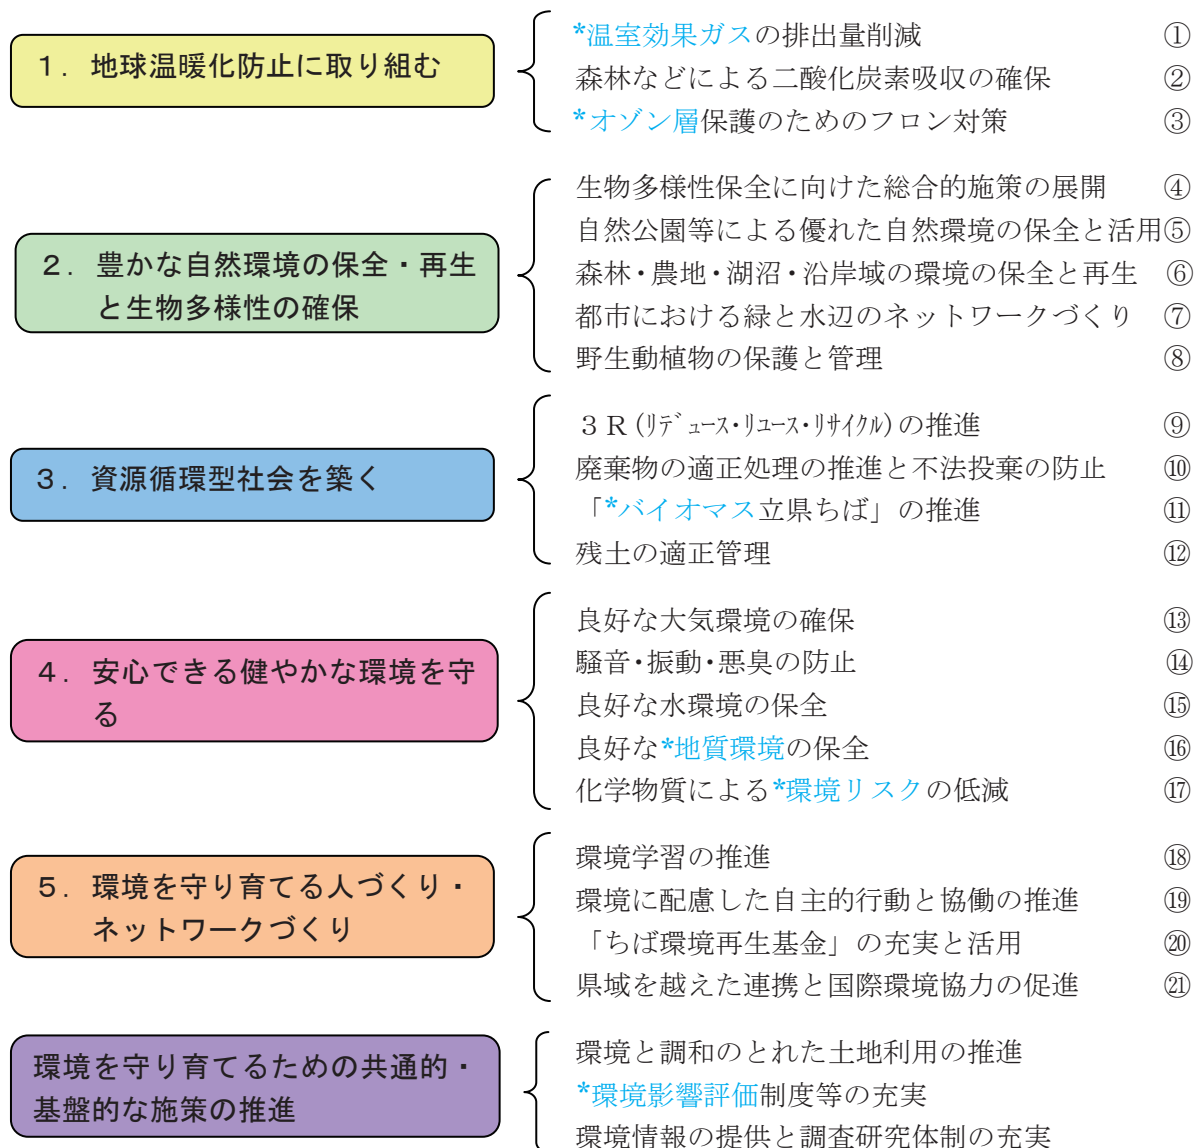 1. 地球温暖化防止に取り組む
*温室効果ガスの排出量削減 ①
森林などによる二酸化炭素吸収の確保 ②
*オゾン層保護のためのフロン対策 ③
2. 豊かな自然環境の保全・再生
と生物多様性の確保
生物多様性保全に向けた総合的施策の展開 ④
自然公園等による優れた自然環境の保全と活用⑤
森林・農地・湖沼・沿岸域の環境の保全と再生 ⑥
都市における緑と水辺のネットワークづくり ⑦
野生動植物の保護と管理 ⑧
3. 資源循環型社会を築く
3R(ﾘﾃﾞｭｰｽ・ﾘﾕｰｽ・ﾘｻｲｸﾙ)の推進 ⑨
廃棄物の適正処理の推進と不法投棄の防止 ⑩
「*バイオマス立県ちば」の推進 ⑪
残土の適正管理 ⑫
4. 安心できる健やかな環境を守
る
良好な大気環境の確保 ⑬
騒音・振動・悪臭の防止 ⑭
良好な水環境の保全 ⑮
良好な*地質環境の保全 ⑯
化学物質による*環境リスクの低減 ⑰
5. 環境を守り育てる人づくり・
ネットワークづくり
環境学習の推進 ⑱
環境に配慮した自主的行動と協働の推進 ⑲
「ちば環境再生基金」の充実と活用 ⑳
県域を越えた連携と国際環境協力の促進 ㉑
環境を守り育てるための共通的・
基盤的な施策の推進
環境と調和のとれた土地利用の推進
*環境影響評価制度等の充実
環境情報の提供と調査研究体制の充実